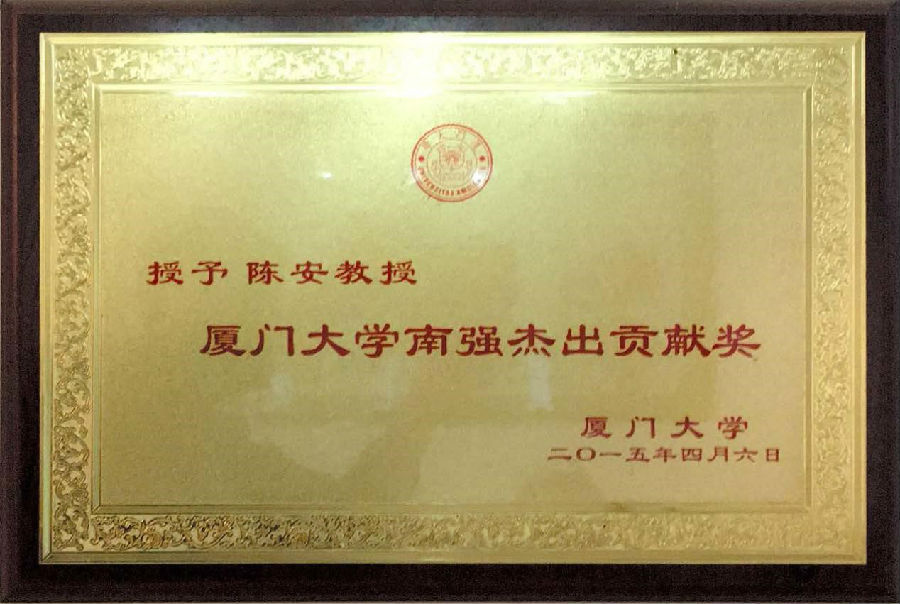 授予 陈安教授
厦门大学南强杰出贡献奖
厦门大学
二〇一五年四月六日